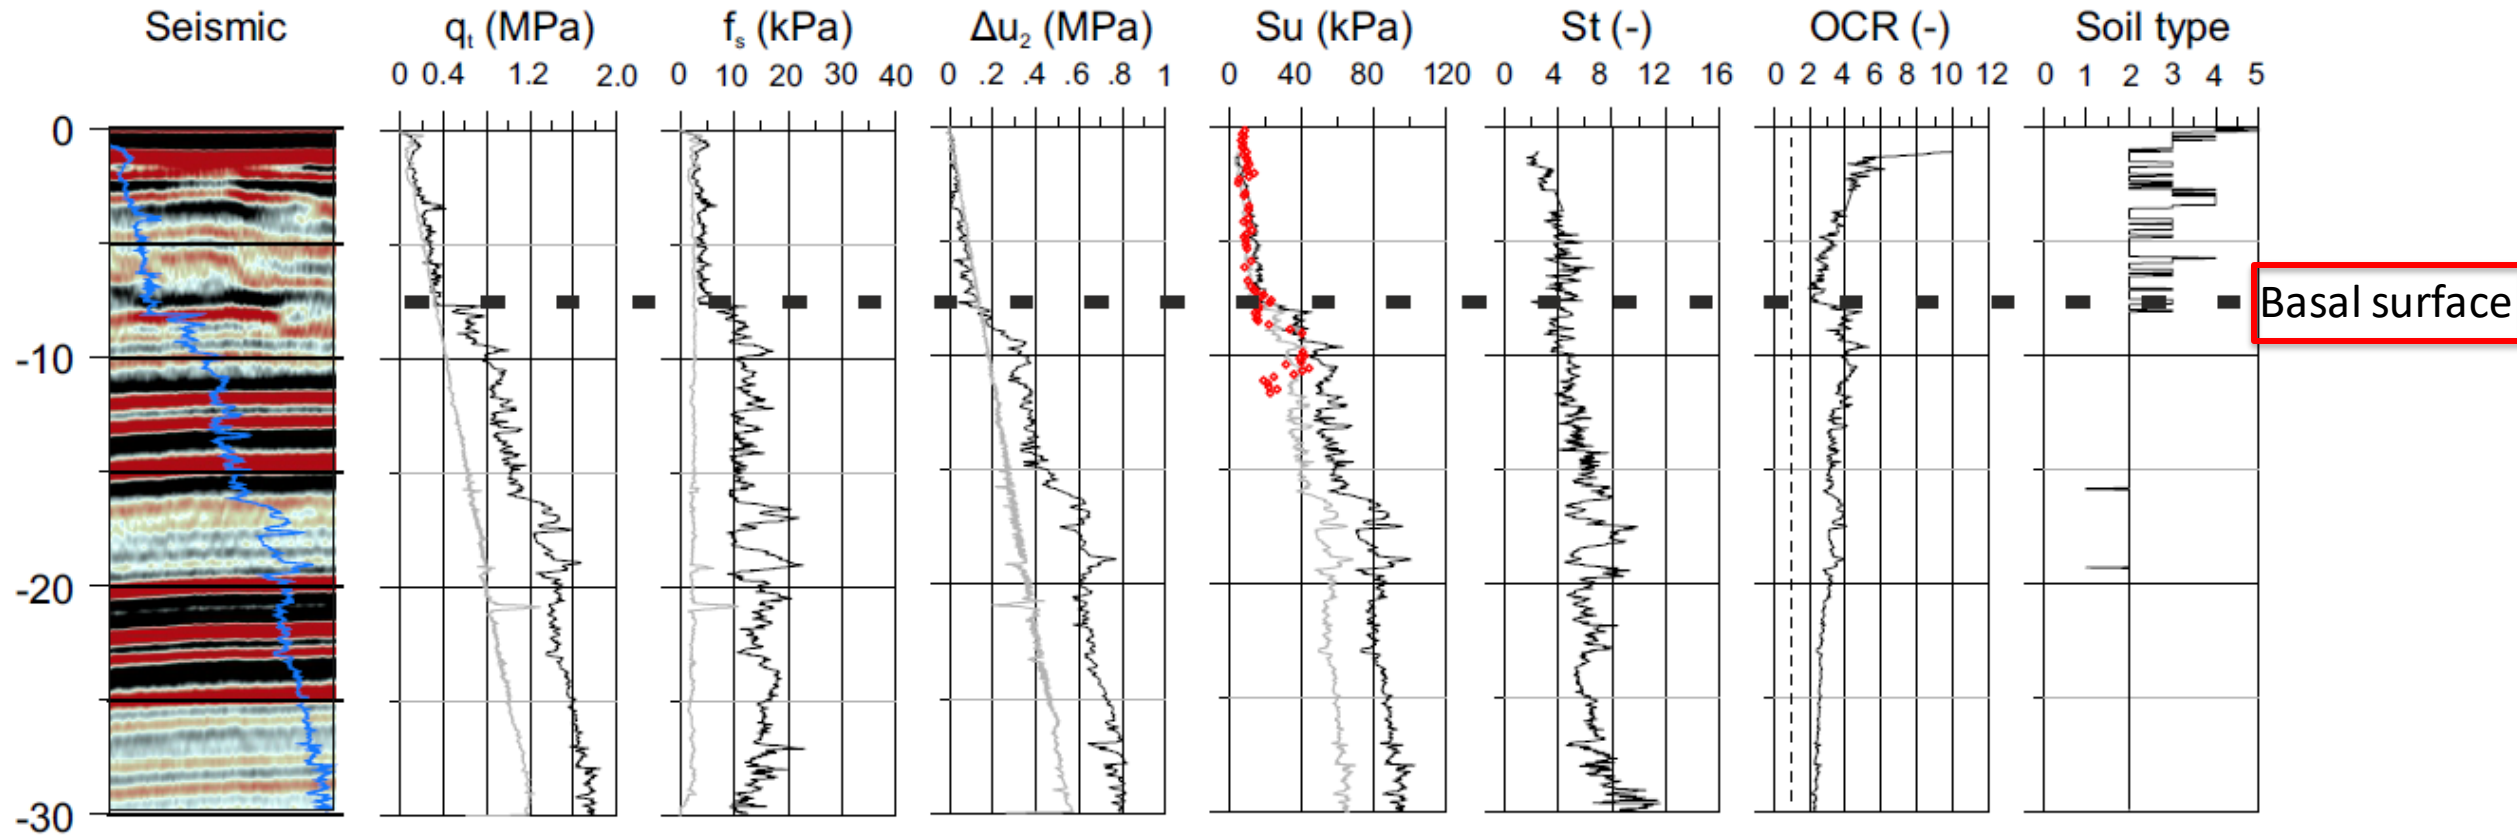 Seismic qₜ (MPa) fₛ (kPa) Δu₂ (MPa) Su (kPa) St (-) OCR (-) Soil type
0 0.4 1.2 2.0 0 10 20 30 40 0 .2 .4 .6 .8 1 0 40 80 120 0 4 8 12 16 0 2 4 6 8 10 12 0 1 2 3 4 5
0
Basal surface
-10
-20
-30